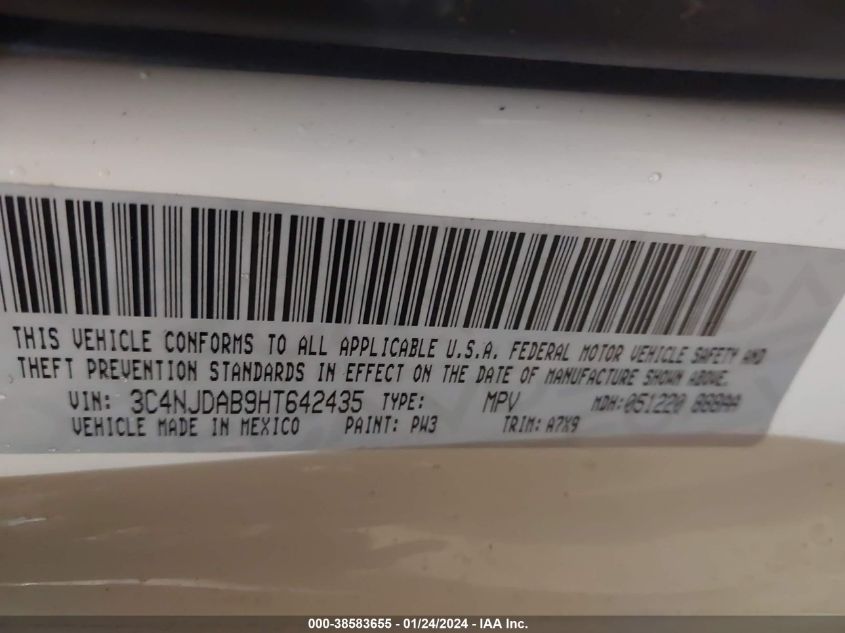 THIS VEHICLE CONFORMS TO ALL APPLICABLE U.S.A. FEDERAL MOTOR VEHICLE SAFETY AND
THEFT PREVENTION STANDARDS IN EFFECT ON THE DATE OF MANUFACTURE SHOWN ABOVE.
VIN: 3C4NJDAB9HT642435 TYPE: MPV MDH:051220 888AA
VEHICLE MADE IN MEXICO PAINT: PW3 TRIM: A7X9
000-38583655 - 01/24/2024 - IAA Inc.